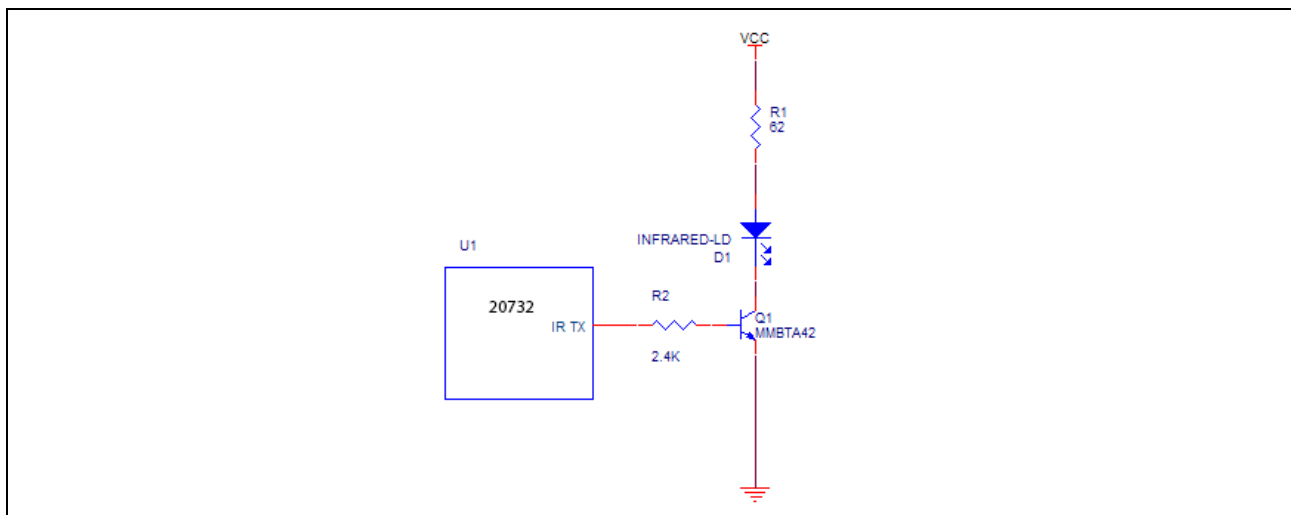 VCC
R1
62
INFRARED-LD
D1
U1
20732
IR TX
R2
2.4K
Q1
MMBTA42